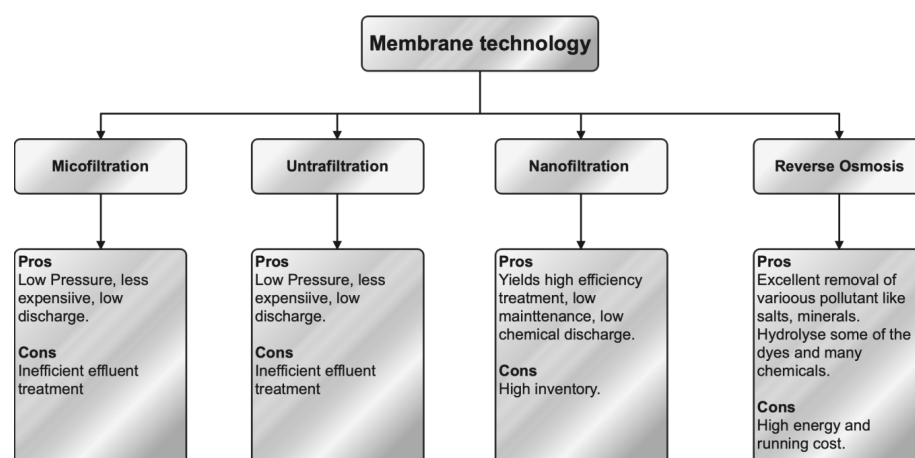 Membrane technology
Micofiltration
Untrafiltration
Nanofiltration
Reverse Osmosis
Pros
Low Pressure, less
expensiive, low
discharge.
Cons
Inefficient effluent
treatment
Pros
Low Pressure, less
expensiive, low
discharge.
Cons
Inefficient effluent
treatment
Pros
Yields high efficiency
treatment, low
mainttenance, low
chemical discharge.
Cons
High inventory.
Pros
Excellent removal of
varioous pollutant like
salts, minerals.
Hydrolyse some of the
dyes and many
chemicals.
Cons
High energy and
running cost.